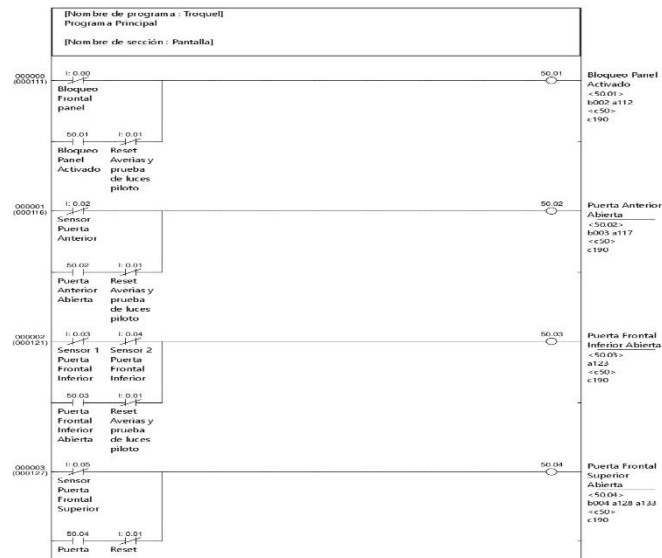 [Nombre de programa : Troquel]
Programa Principal
[Nombre de sección : Pantalla]
000000
(000111)
I: 0.00
Bloqueo
Frontal
panel
50.01
Bloqueo Panel
Activado
<50.01>
b002 a112
<c50>
c190
50.01
Bloqueo
Panel
Activado
I: 0.01
Reset
Averias y
prueba
de luces
piloto
000001
(000116)
I: 0.02
Sensor
Puerta
Anterior
50.02
Puerta Anterior
Abierta
<50.02>
b003 a117
<c50>
c190
50.02
Puerta
Anterior
Abierta
I: 0.01
Reset
Averias y
prueba
de luces
piloto
000002
(000121)
I: 0.03
Sensor 1
Puerta
Frontal
Inferior
I: 0.04
Sensor 2
Puerta
Frontal
Inferior
50.03
Puerta Frontal
Inferior Abierta
<50.03>
a123
<c50>
c190
50.03
Puerta
Frontal
Inferior
Abierta
I: 0.01
Reset
Averias y
prueba
de luces
piloto
000003
(000127)
I: 0.05
Sensor
Puerta
Frontal
Superior
50.04
Puerta Frontal
Superior
Abierta
<50.04>
b004 a128 a133
<c50>
c190
50.04
Puerta
I: 0.01
Reset